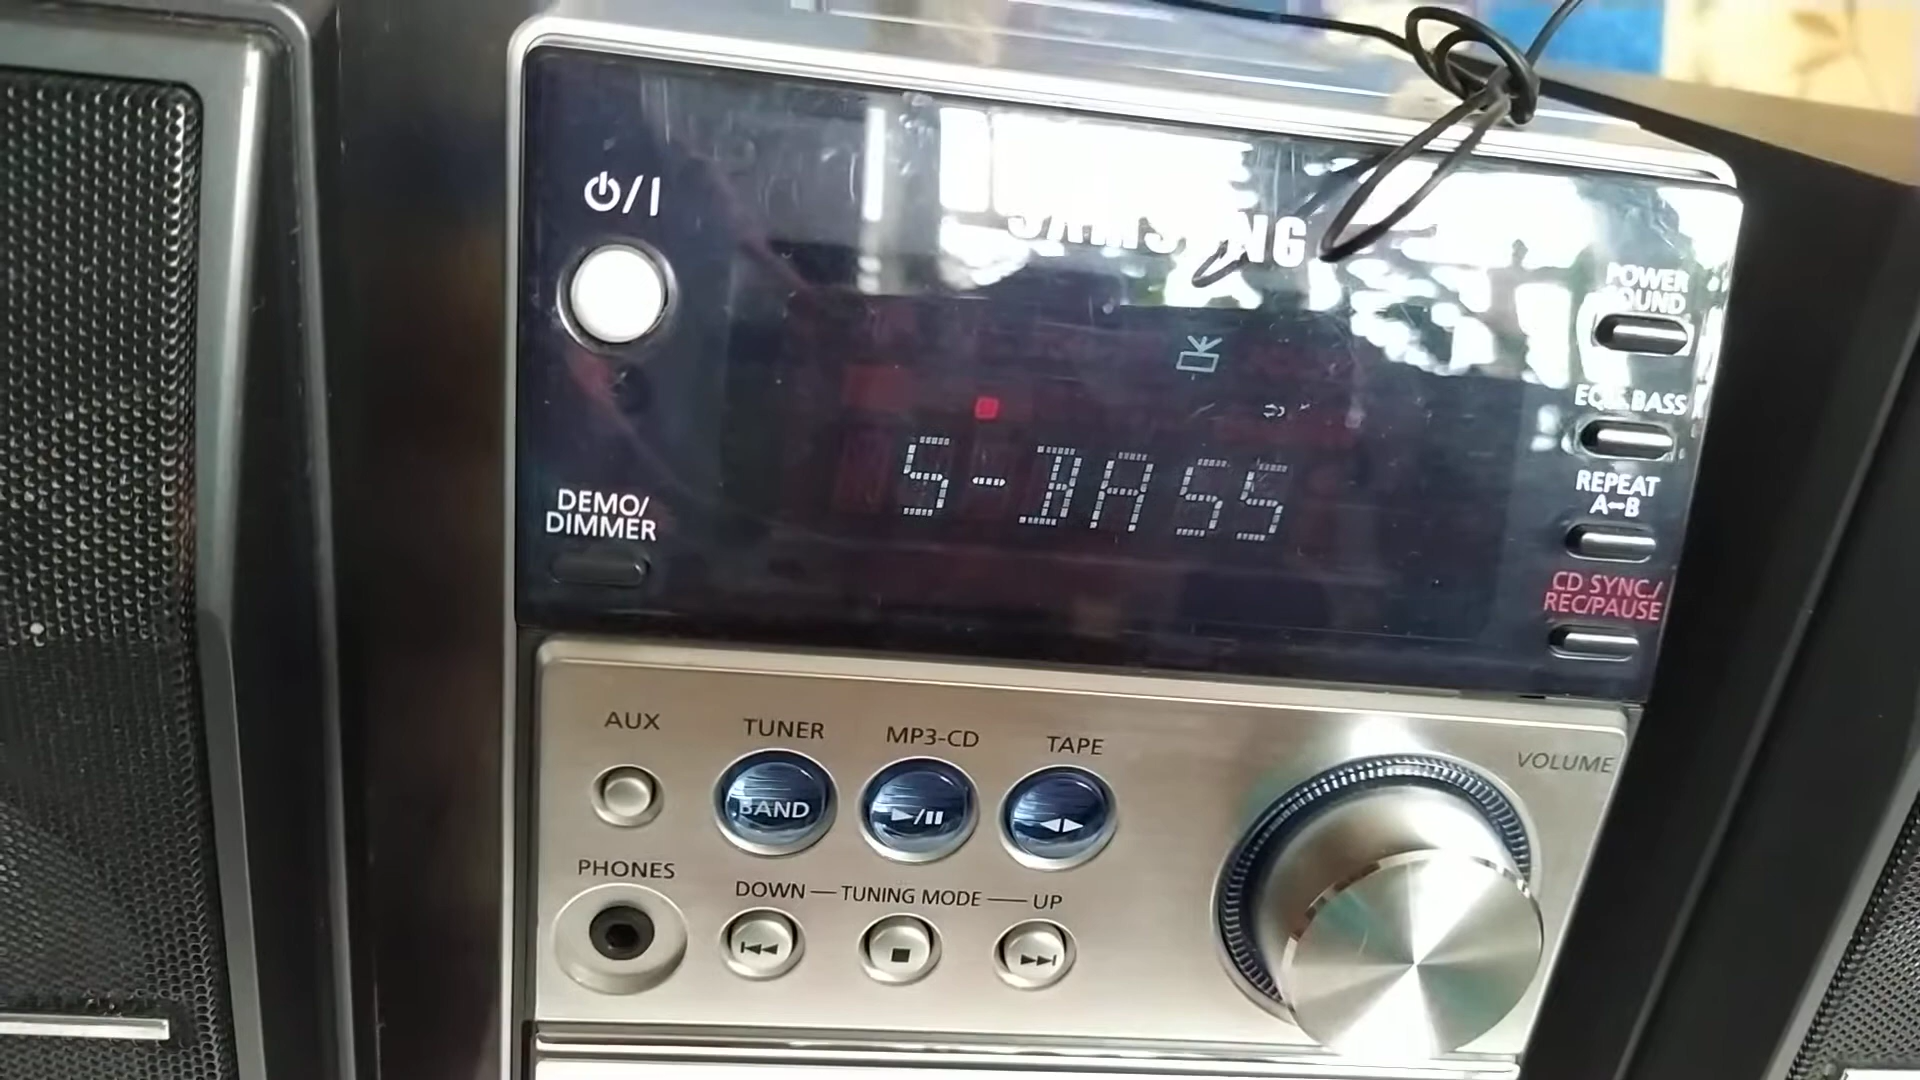 SAMSUNG
POWER
SOUND
EQ/S.BASS
S-BASS
REPEAT
A↔B
DEMO/
DIMMER
CD SYNC/
REC/PAUSE
AUX
TUNER
MP3-CD
TAPE
VOLUME
BAND
PHONES
DOWN — TUNING MODE — UP